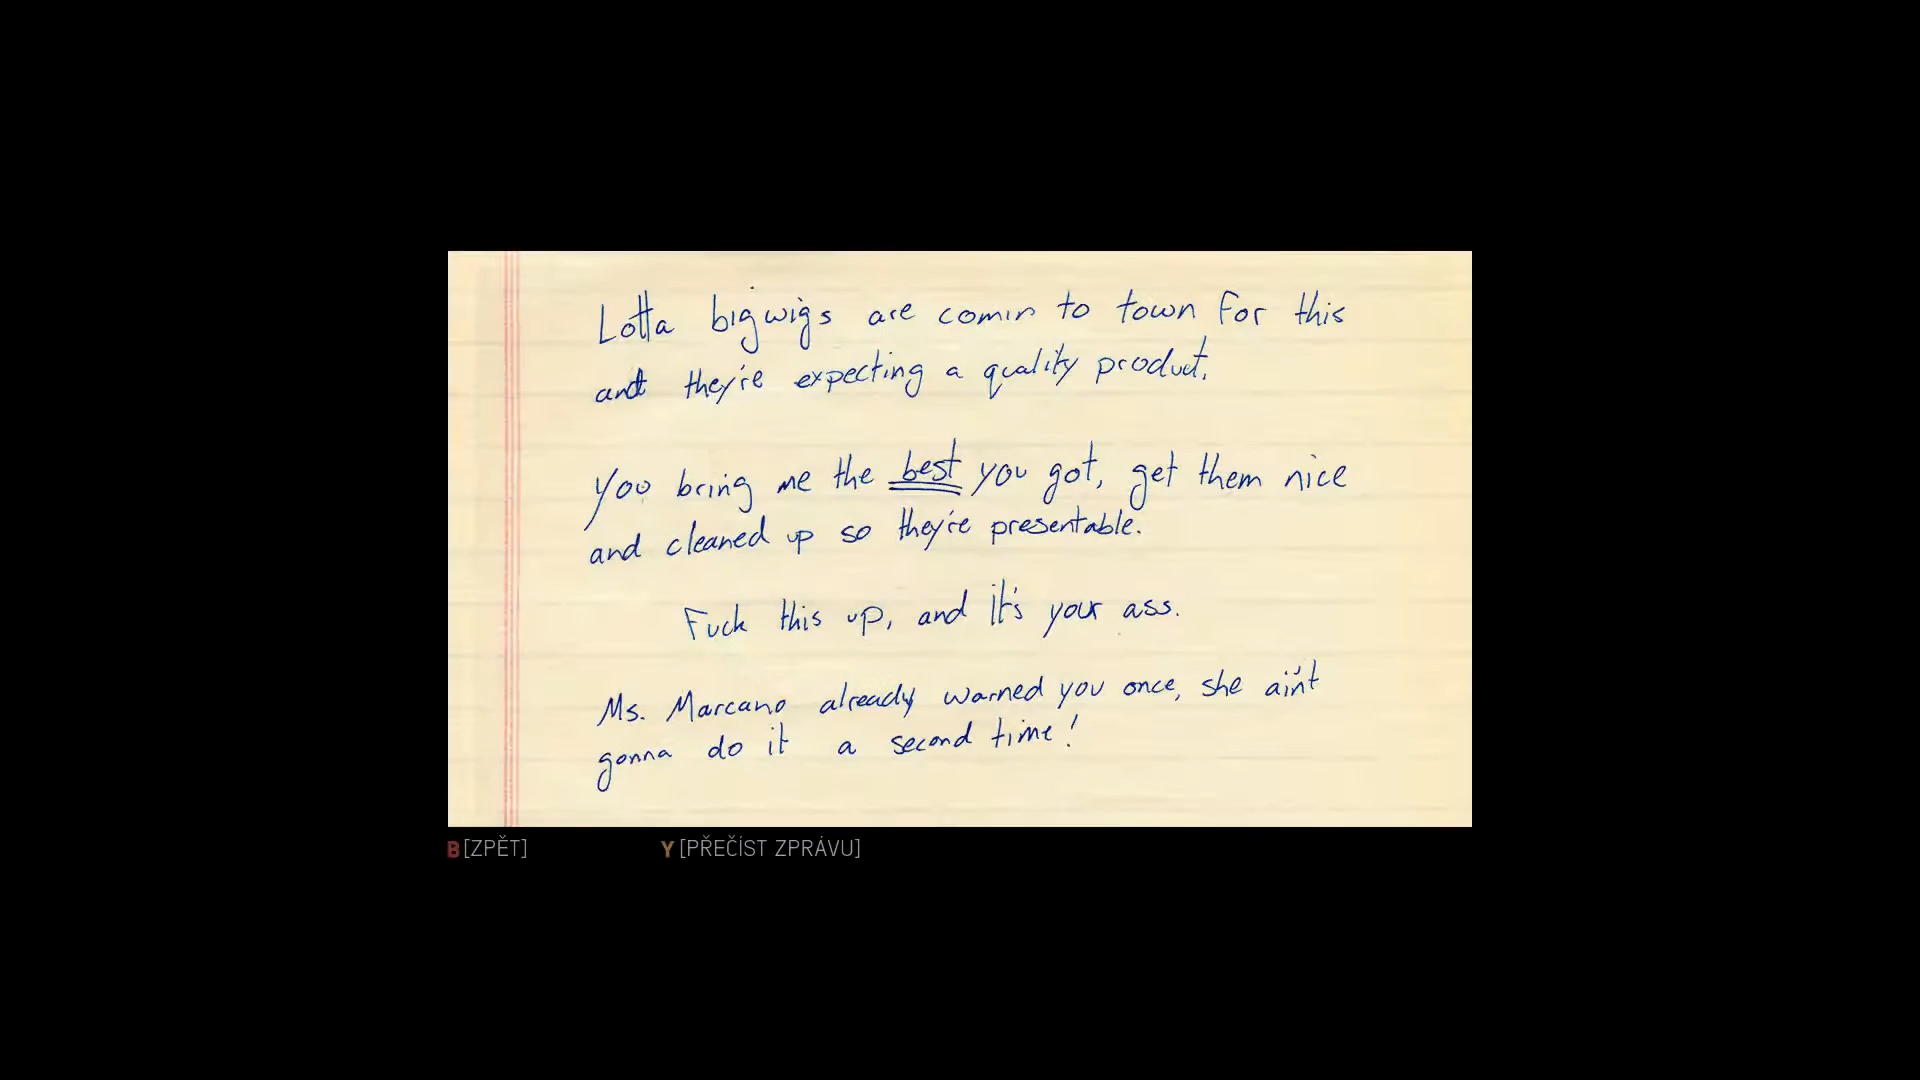 Lotta bigwigs are comin to town for this
and they're expecting a quality product.
You bring me the best you got, get them nice
and cleaned up so they're presentable.
Fuck this up, and it's your ass.
Ms. Marcano already warned you once, she ain't
gonna do it a second time!
B [ZPĚT] Y [PŘEČÍST ZPRÁVU]